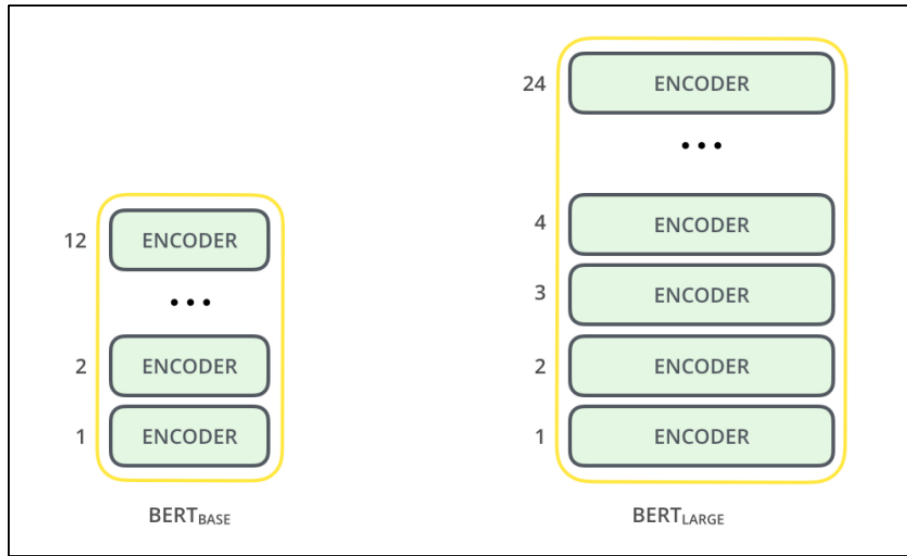 12 ENCODER
...
2 ENCODER
1 ENCODER
BERTBASE
24 ENCODER
...
4 ENCODER
3 ENCODER
2 ENCODER
1 ENCODER
BERTLARGE